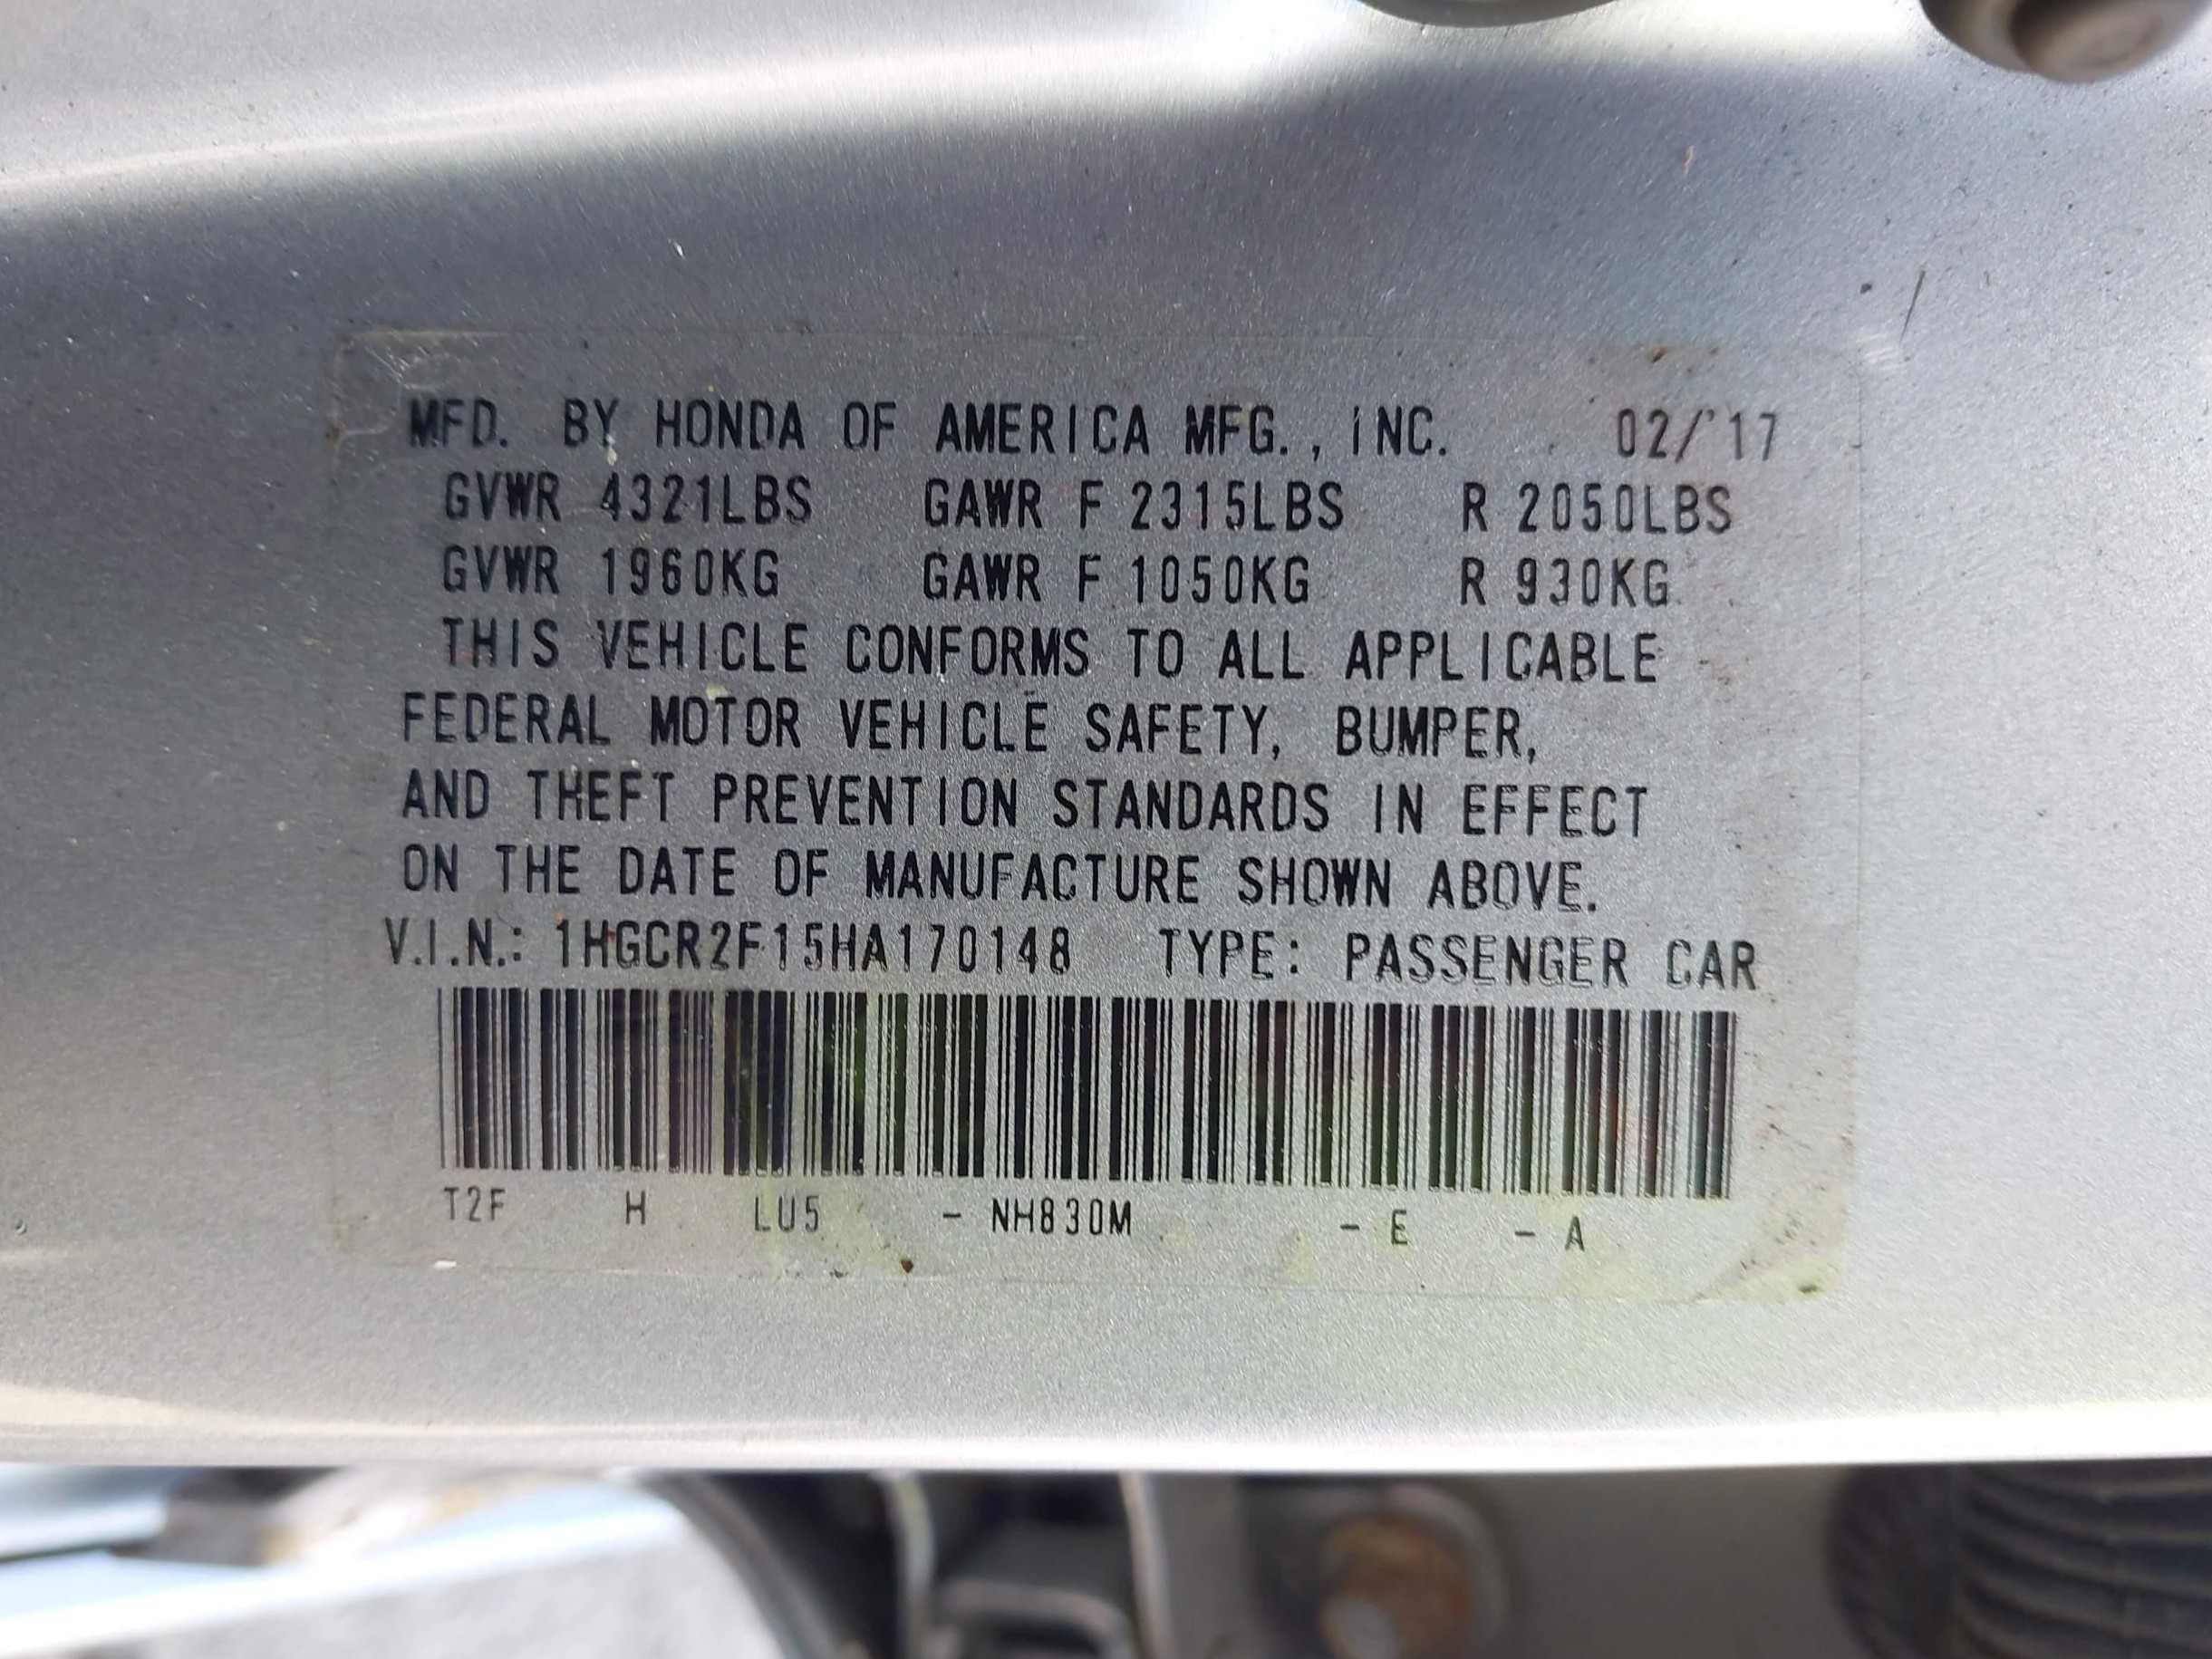 MFD. BY HONDA OF AMERICA MFG., INC. 02/'17
GVWR 4321LBS GAWR F 2315LBS R 2050LBS
GVWR 1960KG GAWR F 1050KG R 930KG
THIS VEHICLE CONFORMS TO ALL APPLICABLE
FEDERAL MOTOR VEHICLE SAFETY, BUMPER,
AND THEFT PREVENTION STANDARDS IN EFFECT
ON THE DATE OF MANUFACTURE SHOWN ABOVE.
V.I.N.: 1HGCR2F15HA170148 TYPE: PASSENGER CAR
T2F H LU5 - NH830M - E - A